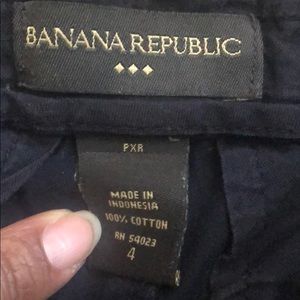 BANANA REPUBLIC
PXR
MADE IN
INDONESIA
100% COTTON
RN 54023
4